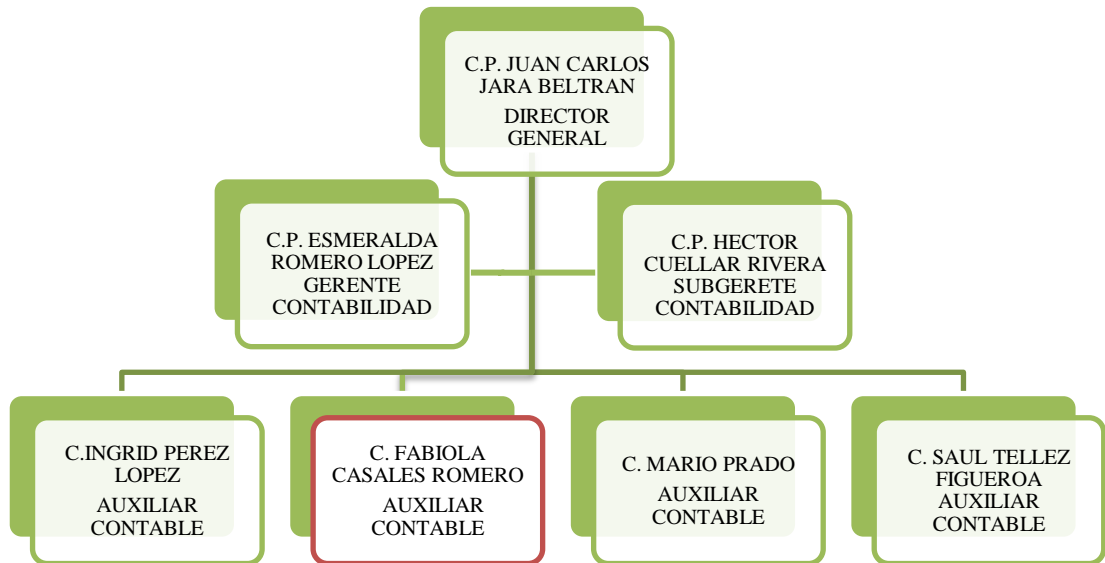 C.P. JUAN CARLOS
JARA BELTRAN
DIRECTOR
GENERAL
C.P. ESMERALDA
ROMERO LOPEZ
GERENTE
CONTABILIDAD
C.P. HECTOR
CUELLAR RIVERA
SUBGERETE
CONTABILIDAD
C.INGRID PEREZ
LOPEZ
AUXILIAR
CONTABLE
C. FABIOLA
CASALES ROMERO
AUXILIAR
CONTABLE
C. MARIO PRADO
AUXILIAR
CONTABLE
C. SAUL TELLEZ
FIGUEROA
AUXILIAR
CONTABLE